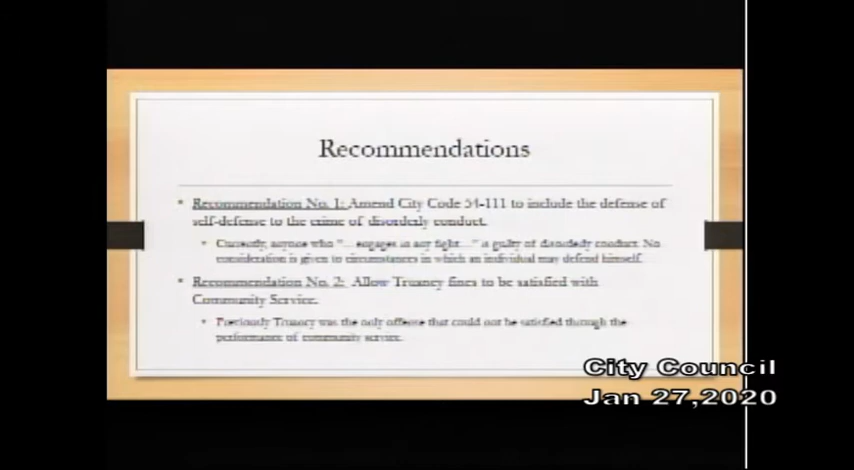 Recommendations
Recommendation No. 1: Amend City Code 54-111 to include the defense of
self-defense to the crime of disorderly conduct.
Currently, anyone who "... engages in any fight..." is guilty of disorderly conduct. No
consideration is given to circumstances in which an individual may defend himself.
Recommendation No. 2: Allow Truancy fines to be satisfied with
Community Service.
Previously Truancy was the only offense that could not be satisfied through the
performance of community service.
City Council
Jan 27,2020